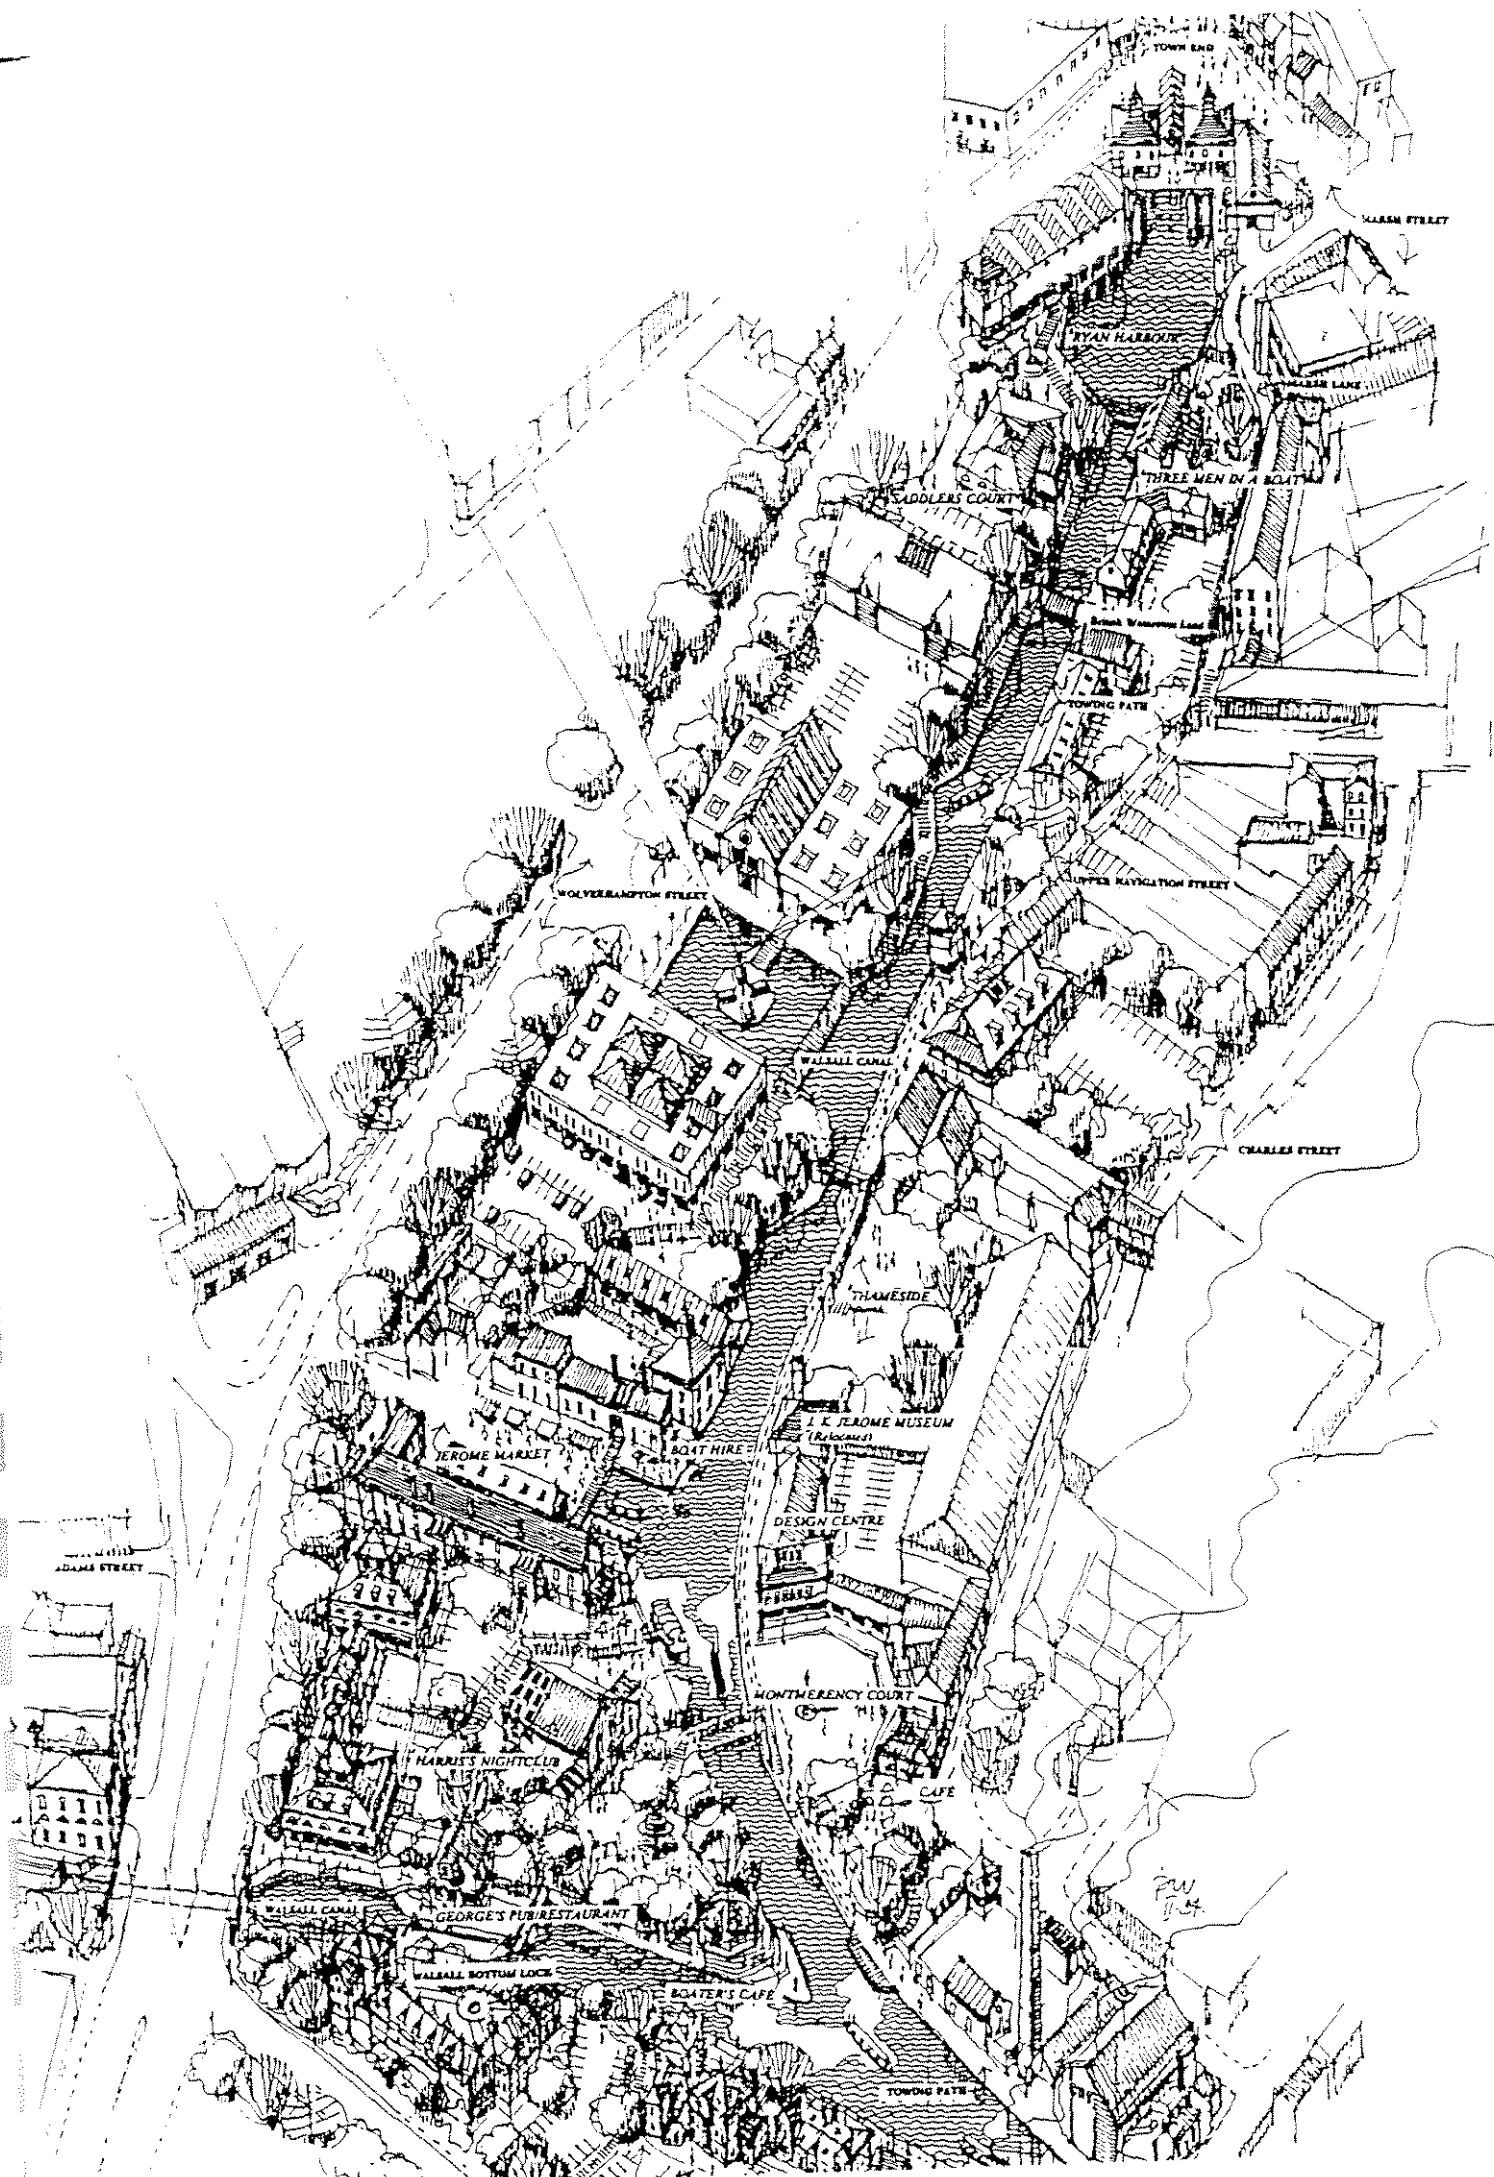 TOWN END
MARSH STREET
RYAN HARBOUR
MARSH LANE
THREE MEN IN A BOAT
SADDLERS COURT
British Waterways Land
TOWING PATH
UPPER NAVIGATION STREET
WOLVERHAMPTON STREET
WALSALL CANAL
CHARLES STREET
THAMESIDE
J. K. JEROME MUSEUM
(Relocated)
BOAT HIRE
JEROME MARKET
DESIGN CENTRE
ADAMS STREET
MONTMERENCY COURT
HARRIS'S NIGHTCLUB
CAFE
WALSALL CANAL
GEORGE'S PUB/RESTAURANT
WALSALL BOTTOM LOCK
BOATER'S CAFE
TOWING PATH